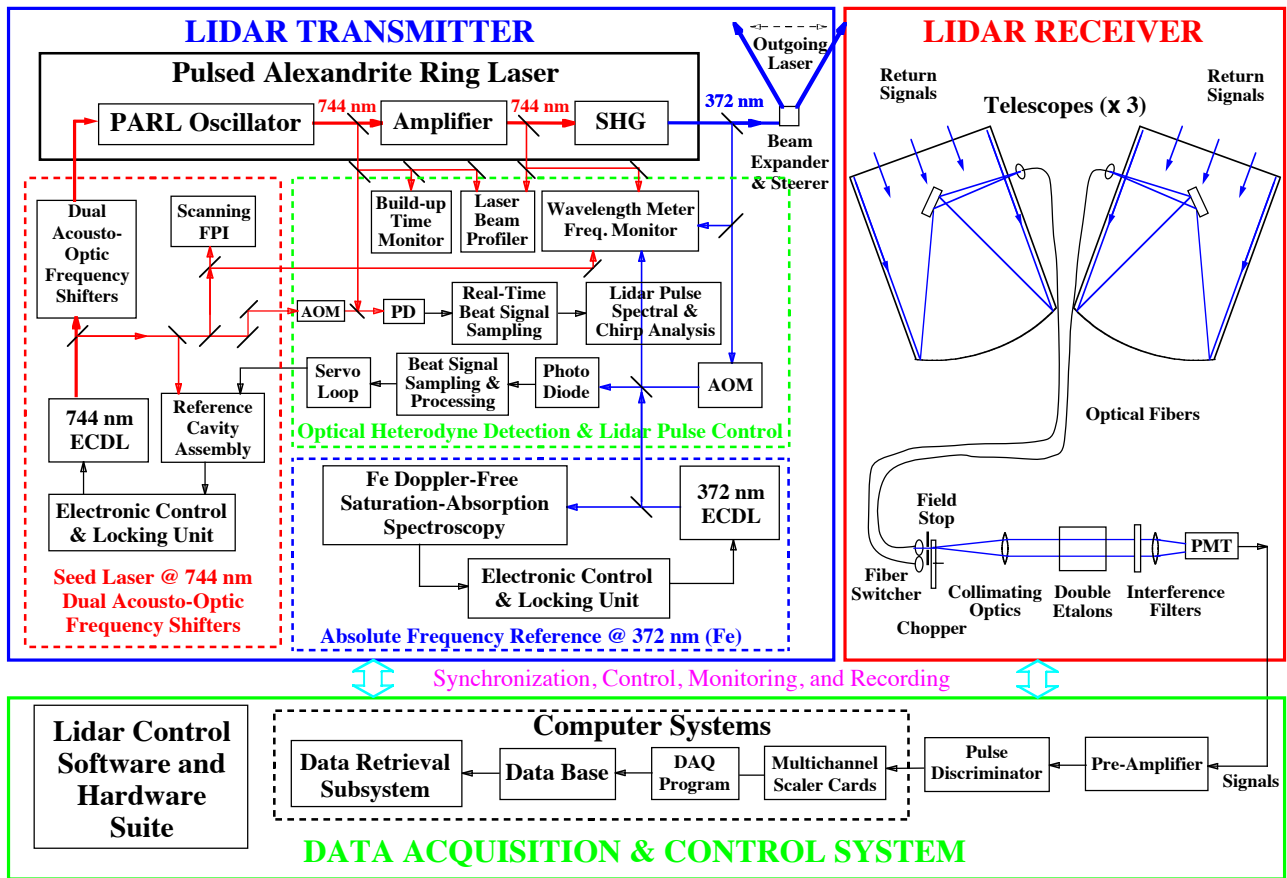 LIDAR TRANSMITTER
Outgoing
Laser
Pulsed Alexandrite Ring Laser
744 nm
744 nm
372 nm
PARL Oscillator
Amplifier
SHG
Beam
Expander
& Steerer
Dual
Acousto-
Optic
Frequency
Shifters
Scanning
FPI
Build-up
Time
Monitor
Laser
Beam
Profiler
Wavelength Meter
Freq. Monitor
AOM
PD
Real-Time
Beat Signal
Sampling
Lidar Pulse
Spectral &
Chirp Analysis
Servo
Loop
Beat Signal
Sampling &
Processing
Photo
Diode
AOM
Optical Heterodyne Detection & Lidar Pulse Control
744 nm
ECDL
Reference
Cavity
Assembly
Electronic Control
& Locking Unit
Seed Laser @ 744 nm
Dual Acousto-Optic
Frequency Shifters
Fe Doppler-Free
Saturation-Absorption
Spectroscopy
372 nm
ECDL
Electronic Control
& Locking Unit
Absolute Frequency Reference @ 372 nm (Fe)
LIDAR RECEIVER
Return
Signals
Return
Signals
Telescopes (x 3)
Optical Fibers
Field
Stop
PMT
Fiber
Switcher
Chopper
Collimating
Optics
Double
Etalons
Interference
Filters
Synchronization, Control, Monitoring, and Recording
Lidar Control
Software and
Hardware
Suite
Computer Systems
Data Retrieval
Subsystem
Data Base
DAQ
Program
Multichannel
Scaler Cards
Pulse
Discriminator
Pre-Amplifier
Signals
DATA ACQUISITION & CONTROL SYSTEM